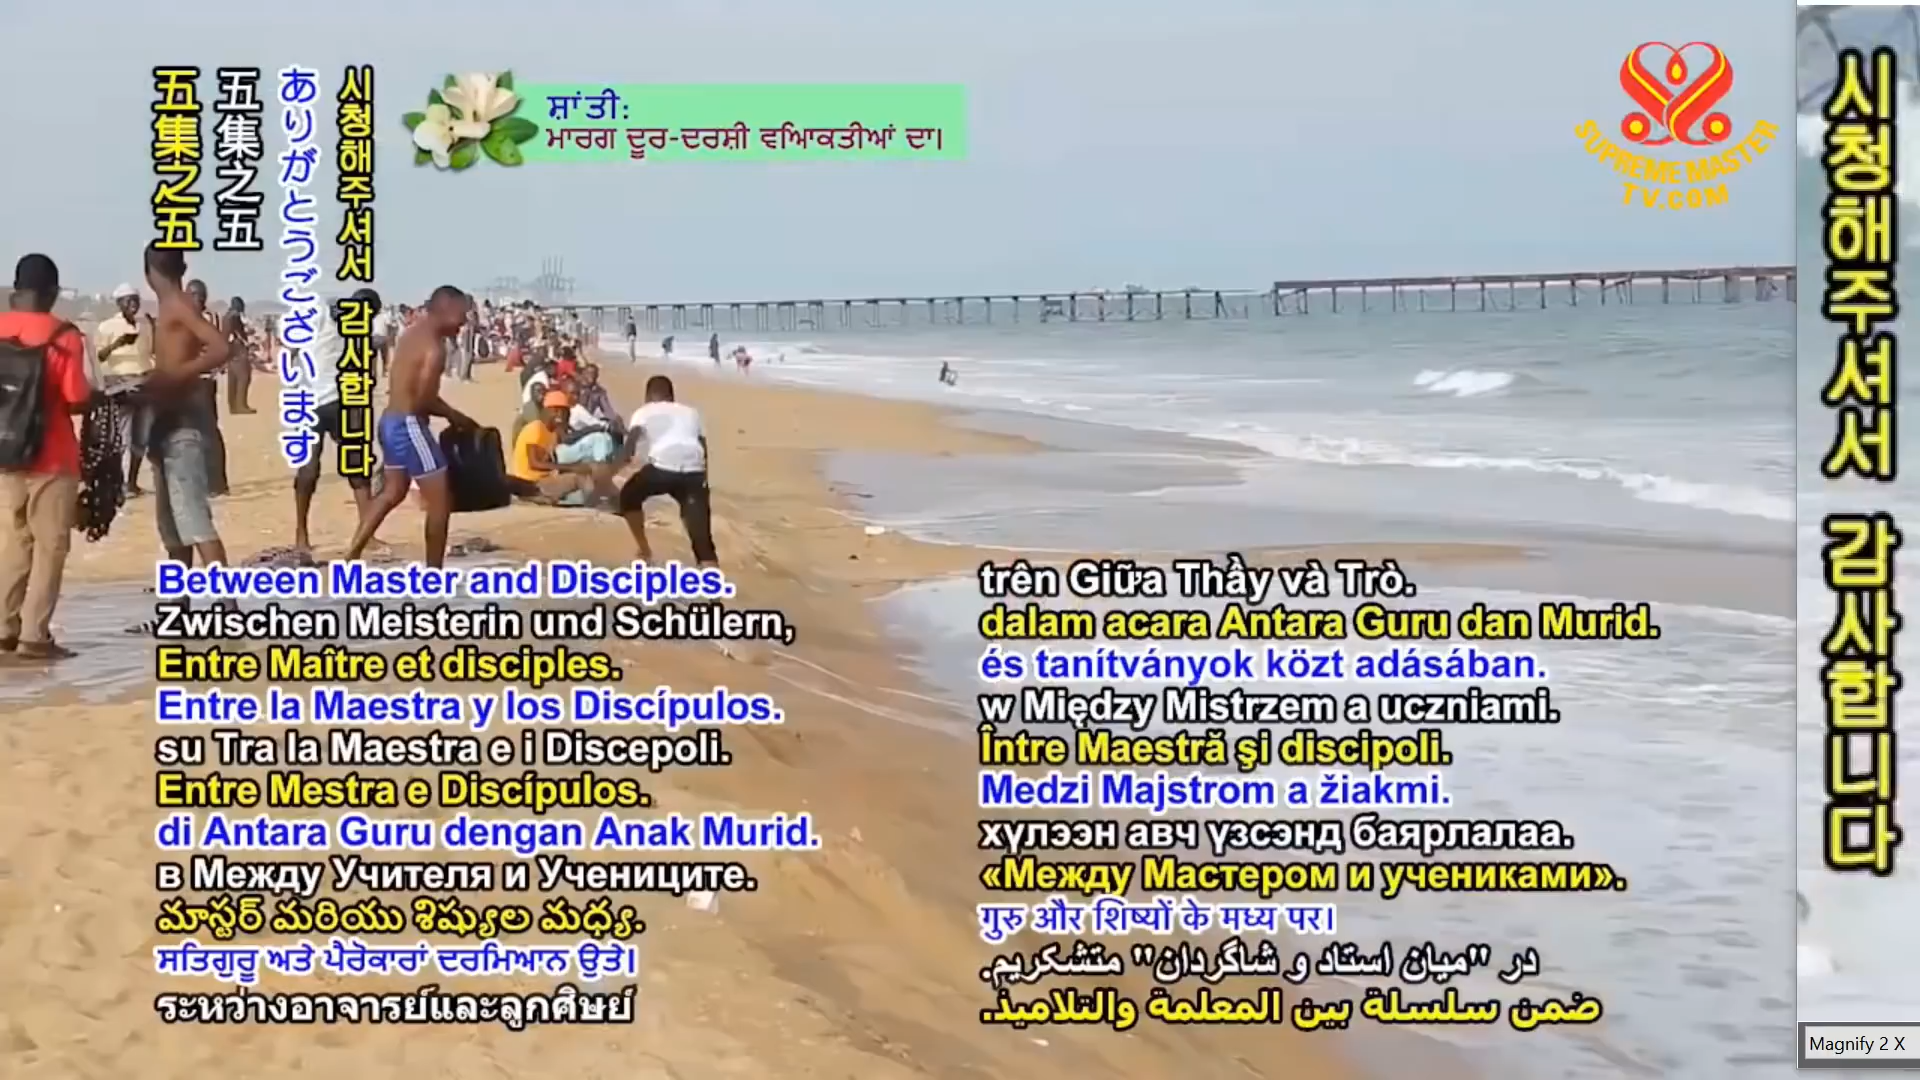 五集之五
五集之五
ありがとうございます
시청해주셔서 감사합니다
ਸ਼ਾਂਤੀ:
ਮਾਰਗ ਦੂਰ-ਦਰਸ਼ੀ ਵਿਅਕਤੀਆਂ ਦਾ।
SUPREME MASTER
TV.COM
Between Master and Disciples.
Zwischen Meisterin und Schülern,
Entre Maître et disciples.
Entre la Maestra y los Discípulos.
su Tra la Maestra e i Discepoli.
Entre Mestra e Discípulos.
di Antara Guru dengan Anak Murid.
в Между Учителя и Учениците.
మాస్టర్ మరియు శిష్యుల మధ్య.
ਸਤਿਗੁਰੂ ਅਤੇ ਪੈਰੋਕਾਰਾਂ ਦਰਮਿਆਨ ਉਤੇ।
ระหว่างอาจารย์และลูกศิษย์
trên Giữa Thầy và Trò.
dalam acara Antara Guru dan Murid.
és tanítványok közt adásában.
w Między Mistrzem a uczniami.
Între Maestră şi discipoli.
Medzi Majstrom a žiakmi.
хүлээн авч үзсэнд баярлалаа.
«Между Мастером и учениками».
गुरु और शिष्यों के मध्य पर।
در "میان استاد و شاگردان" متشکریم.
ضمن سلسلة بين المعلمة والتلاميذ.
시청해주셔서 감사합니다
Magnify 2 X